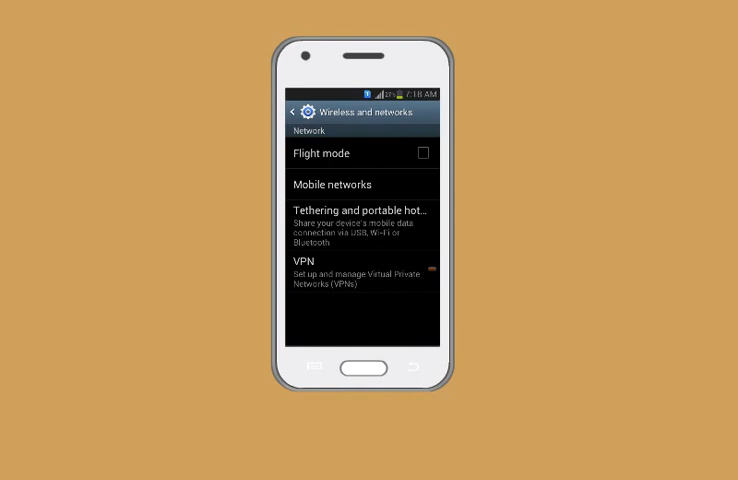 7:18 AM
Wireless and networks
Network
Flight mode
Mobile networks
Tethering and portable hot...
Share your device's mobile data
connection via USB, Wi-Fi or
Bluetooth
VPN
Set up and manage Virtual Private
Networks (VPNs)